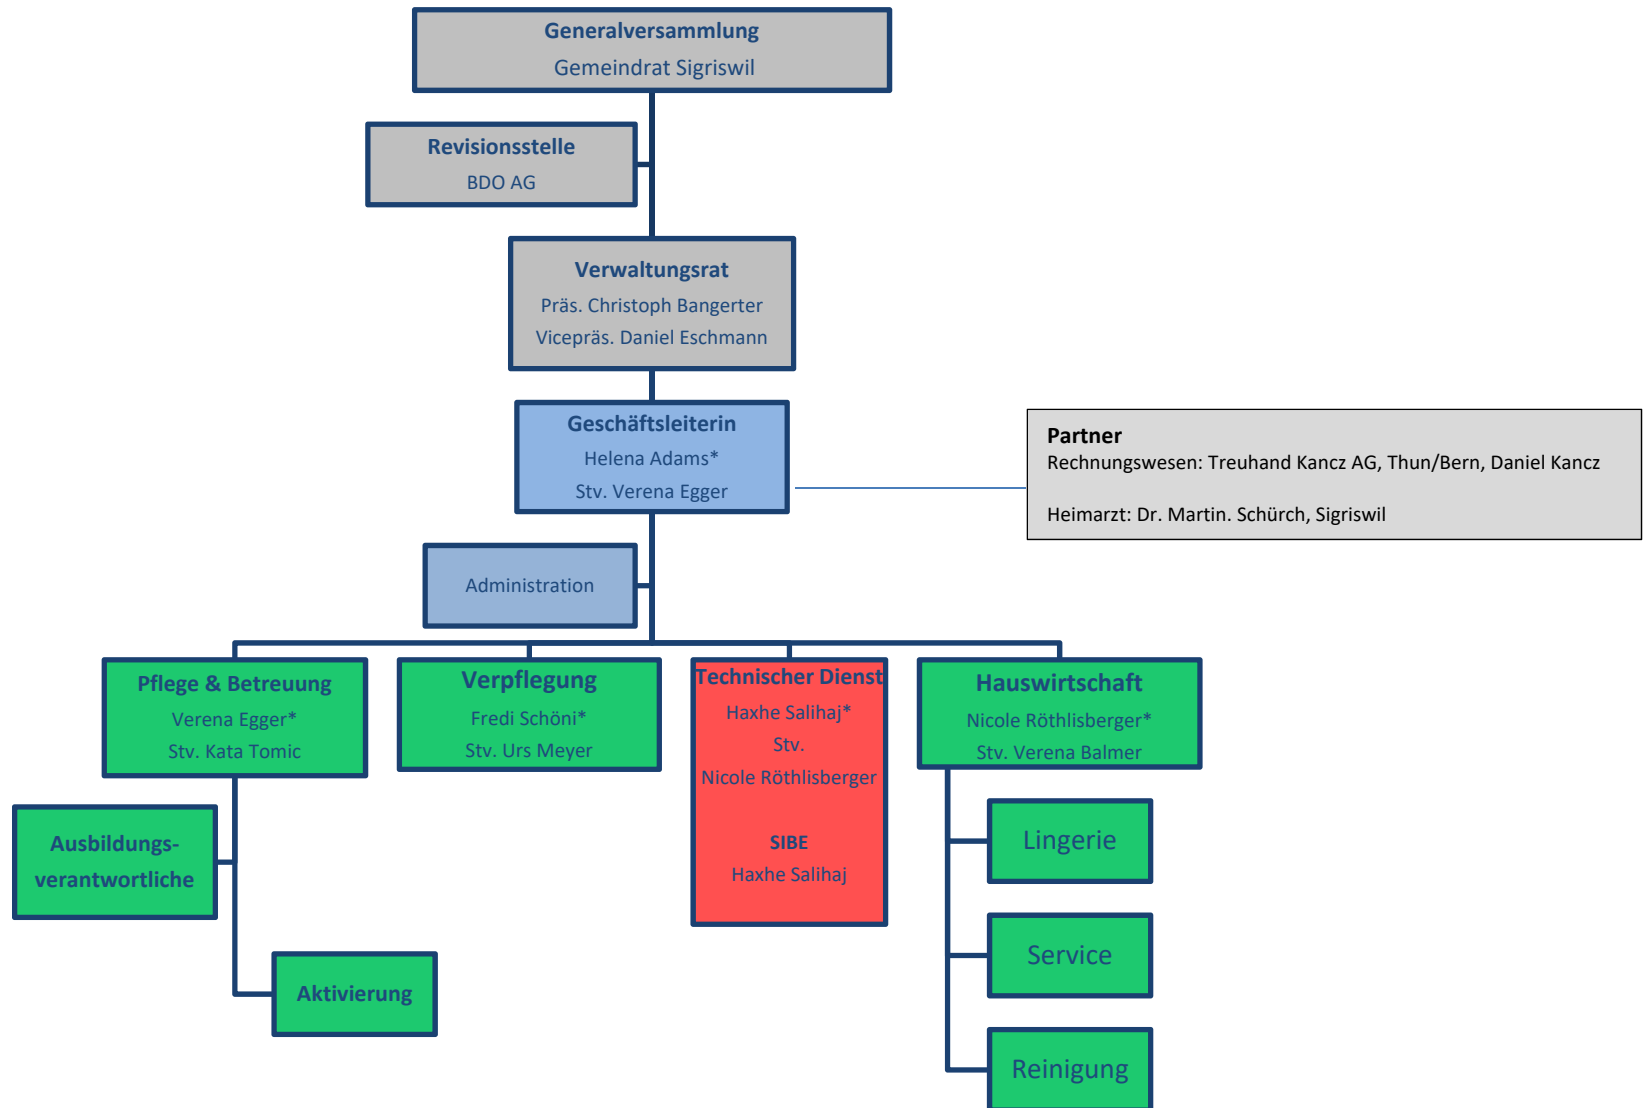 Generalversammlung
Gemeindrat Sigriswil
Revisionsstelle
BDO AG
Verwaltungsrat
Präs. Christoph Bangerter
Vicepräs. Daniel Eschmann
Geschäftsleiterin
Helena Adams*
Stv. Verena Egger
Partner
Rechnungswesen: Treuhand Kancz AG, Thun/Bern, Daniel Kancz
Heimarzt: Dr. Martin. Schürch, Sigriswil
Administration
Pflege & Betreuung
Verena Egger*
Stv. Kata Tomic
Verpflegung
Fredi Schöni*
Stv. Urs Meyer
Technischer Dienst
Haxhe Salihaj*
Stv.
Nicole Röthlisberger
SIBE
Haxhe Salihaj
Hauswirtschaft
Nicole Röthlisberger*
Stv. Verena Balmer
Ausbildungs-
verantwortliche
Aktivierung
Lingerie
Service
Reinigung